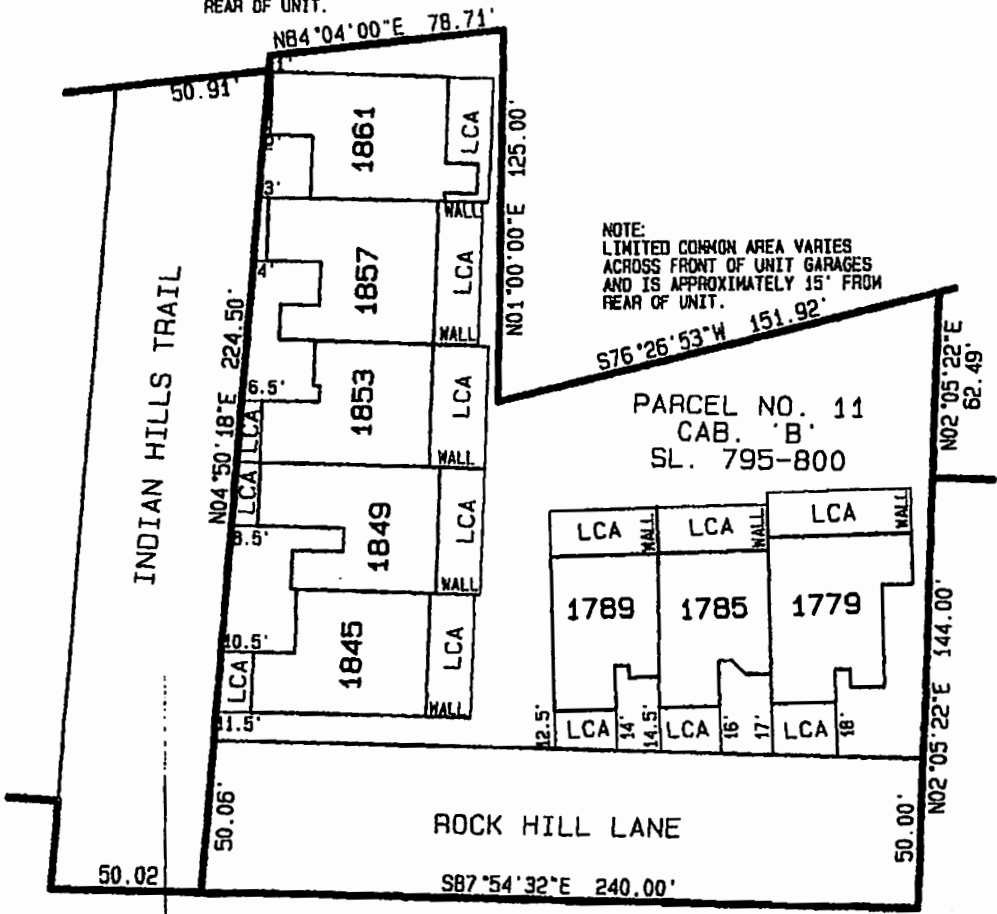 REAR OF UNIT.
N84°04'00"E 78.71'
50.91'
1'
1861
LCA
3'
WALL
N01°00'00"E 125.00'
NOTE:
LIMITED COMMON AREA VARIES
ACROSS FRONT OF UNIT GARAGES
AND IS APPROXIMATELY 15' FROM
REAR OF UNIT.
4'
1857
LCA
WALL
S76°26'53"W 151.92'
N02°05'22"E
62.49'
INDIAN HILLS TRAIL
N04°50'18"E 224.50'
6.5'
LCA
1853
LCA
WALL
PARCEL NO. 11
CAB. 'B'
SL. 795-800
LCA
8.5'
1849
LCA
WALL
LCA
WALL
LCA
WALL
LCA
WALL
1789
1785
1779
10.5'
LCA
1845
LCA
WALL
11.5'
12.5'
LCA
14'
14.5'
LCA
16'
17'
LCA
18'
N02°05'22"E 144.00'
50.06'
ROCK HILL LANE
50.00'
50.02
S87°54'32"E 240.00'